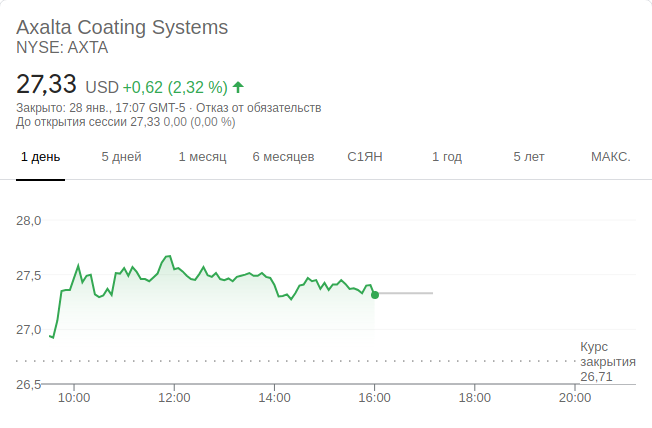 Axalta Coating Systems
NYSE: AXTA
27,33 USD +0,62 (2,32 %)
Закрыто: 28 янв., 17:07 GMT-5 · Отказ от обязательств
До открытия сессии 27,33 0,00 (0,00 %)
1 день 5 дней 1 месяц 6 месяцев С1ЯН 1 год 5 лет МАКС.
28,0
27,5
27,0
Курс
закрытия
26,71
26,5
10:00 12:00 14:00 16:00 18:00 20:00